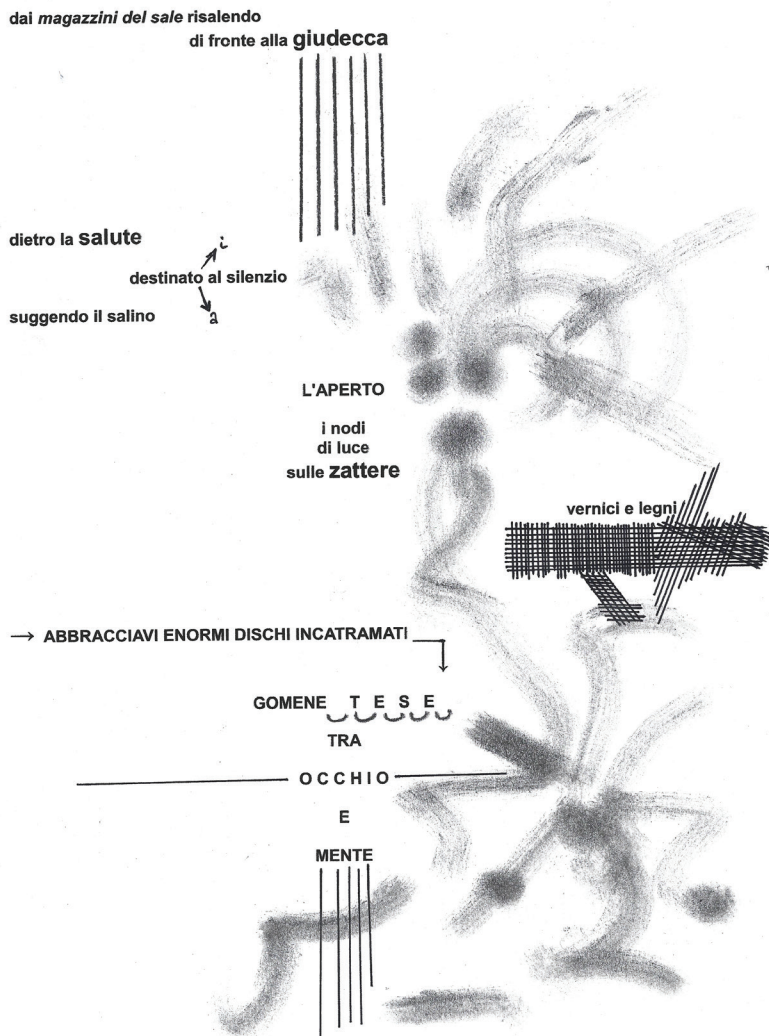 dai magazzini del sale risalendo
di fronte alla giudecca
dietro la salute
i
destinato al silenzio
suggendo il salino
a
L'APERTO
i nodi
di luce
sulle zattere
vernici e legni
→ ABBRACCIAVI ENORMI DISCHI INCATRAMATI
GOMENE T E S E
TRA
OCCHIO
E
MENTE